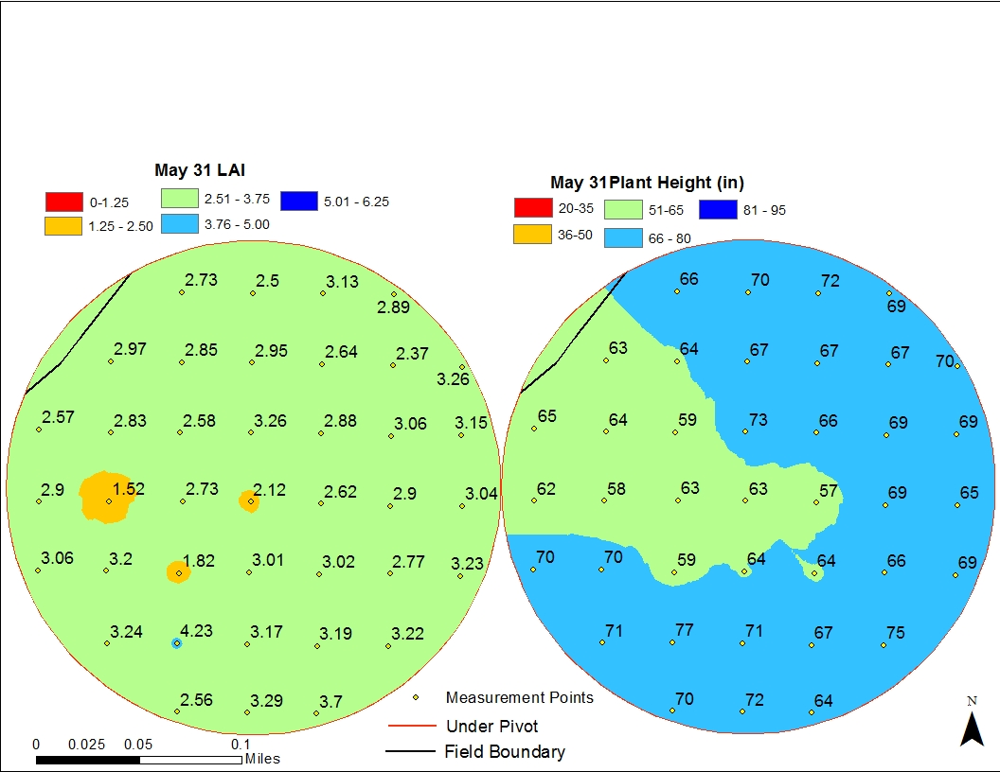 May 31 LAI
0-1.25
1.25 - 2.50
2.51 - 3.75
3.76 - 5.00
5.01 - 6.25
2.73 2.5 3.13 2.89
2.97 2.85 2.95 2.64 2.37 3.26
2.57 2.83 2.58 3.26 2.88 3.06 3.15
2.9 1.52 2.73 2.12 2.62 2.9 3.04
3.06 3.2 1.82 3.01 3.02 2.77 3.23
3.24 4.23 3.17 3.19 3.22
2.56 3.29 3.7
May 31Plant Height (in)
20-35
36-50
51-65
66 - 80
81 - 95
66 70 72 69
63 64 67 67 67 70
65 64 59 73 66 69 69
62 58 63 63 57 69 65
70 70 59 64 64 66 69
71 77 71 67 75
70 72 64
Measurement Points
Under Pivot
Field Boundary
0 0.025 0.05 0.1
Miles
N